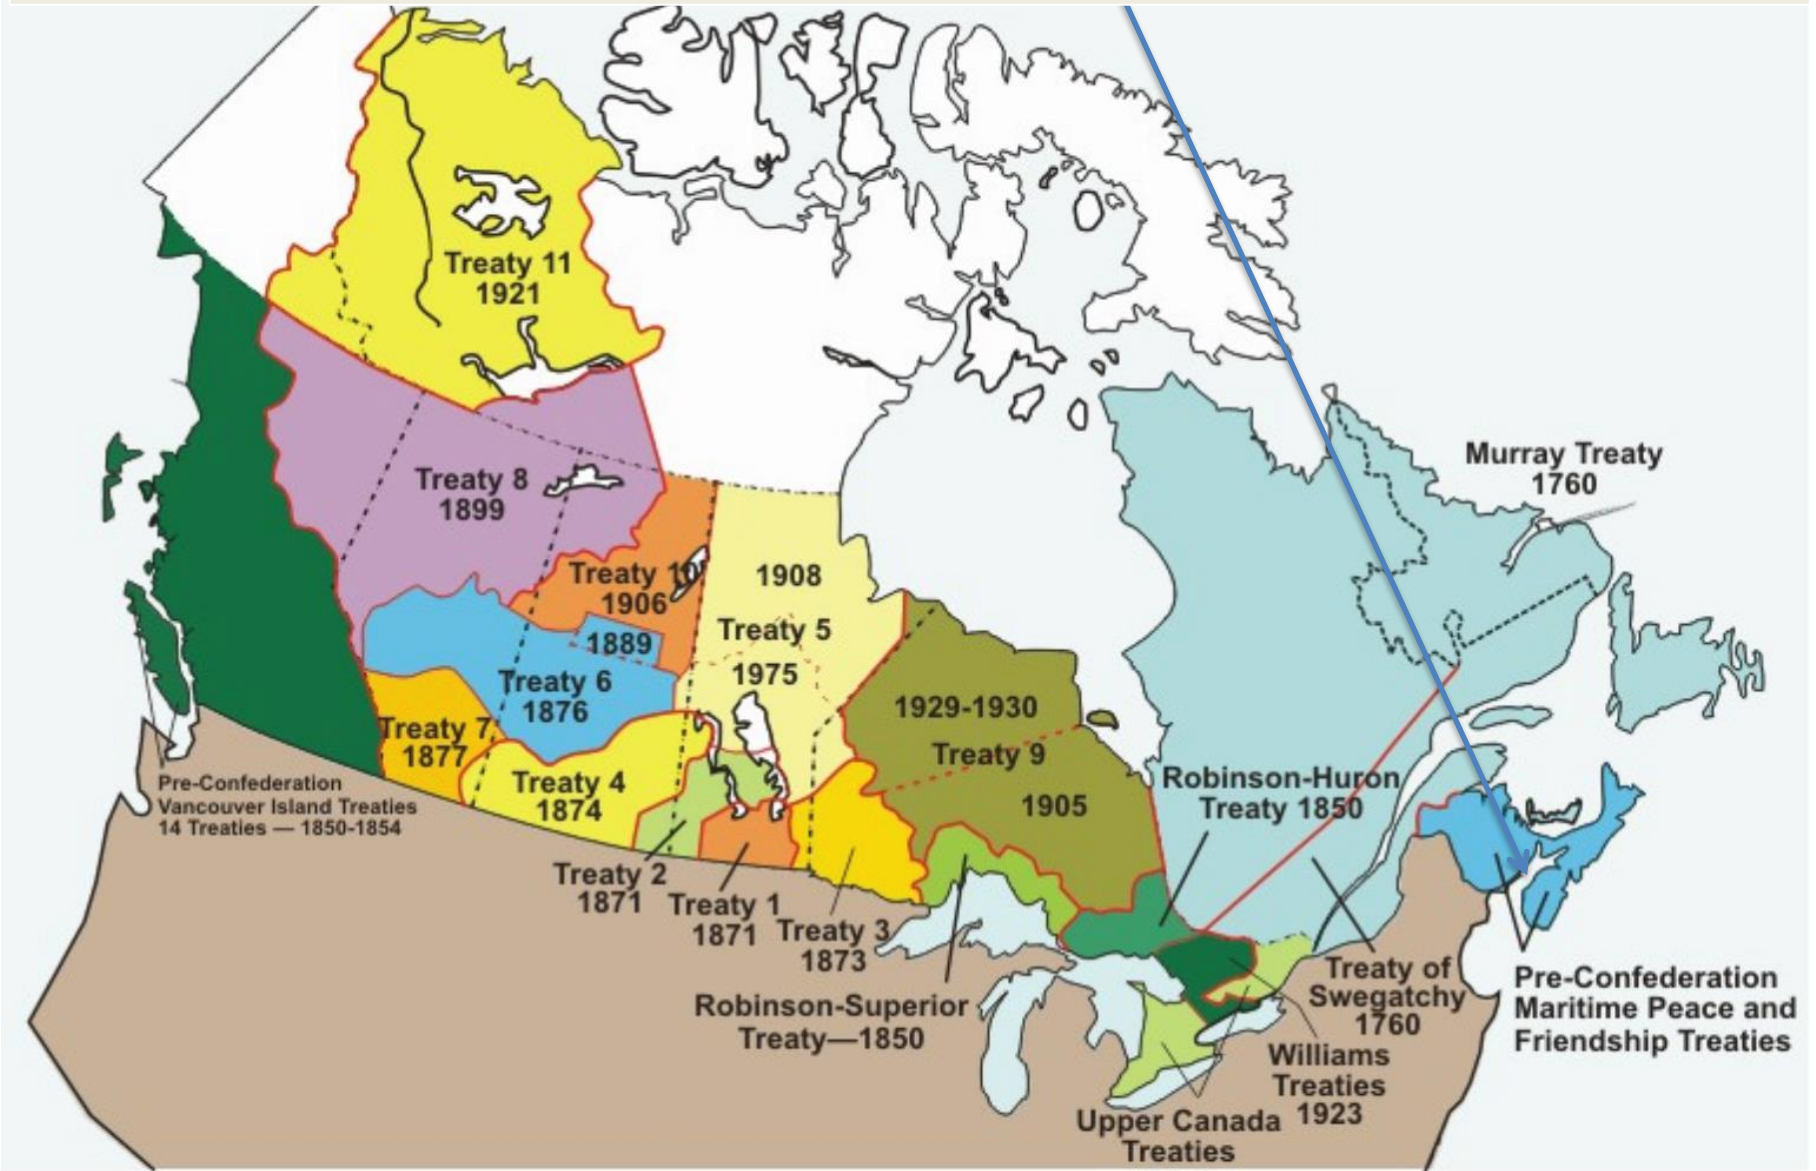 Treaty 11
1921
Treaty 8
1899
Murray Treaty
1760
Treaty 10
1906
1889
1908
Treaty 5
1975
Treaty 6
1876
Treaty 7
1877
Treaty 4
1874
1929-1930
Treaty 9
1905
Robinson-Huron
Treaty 1850
Pre-Confederation
Vancouver Island Treaties
14 Treaties — 1850-1854
Treaty 2
1871
Treaty 1
1871
Treaty 3
1873
Robinson-Superior
Treaty—1850
Treaty of
Swegatchy
1760
Pre-Confederation
Maritime Peace and
Friendship Treaties
Williams
Treaties
1923
Upper Canada
Treaties